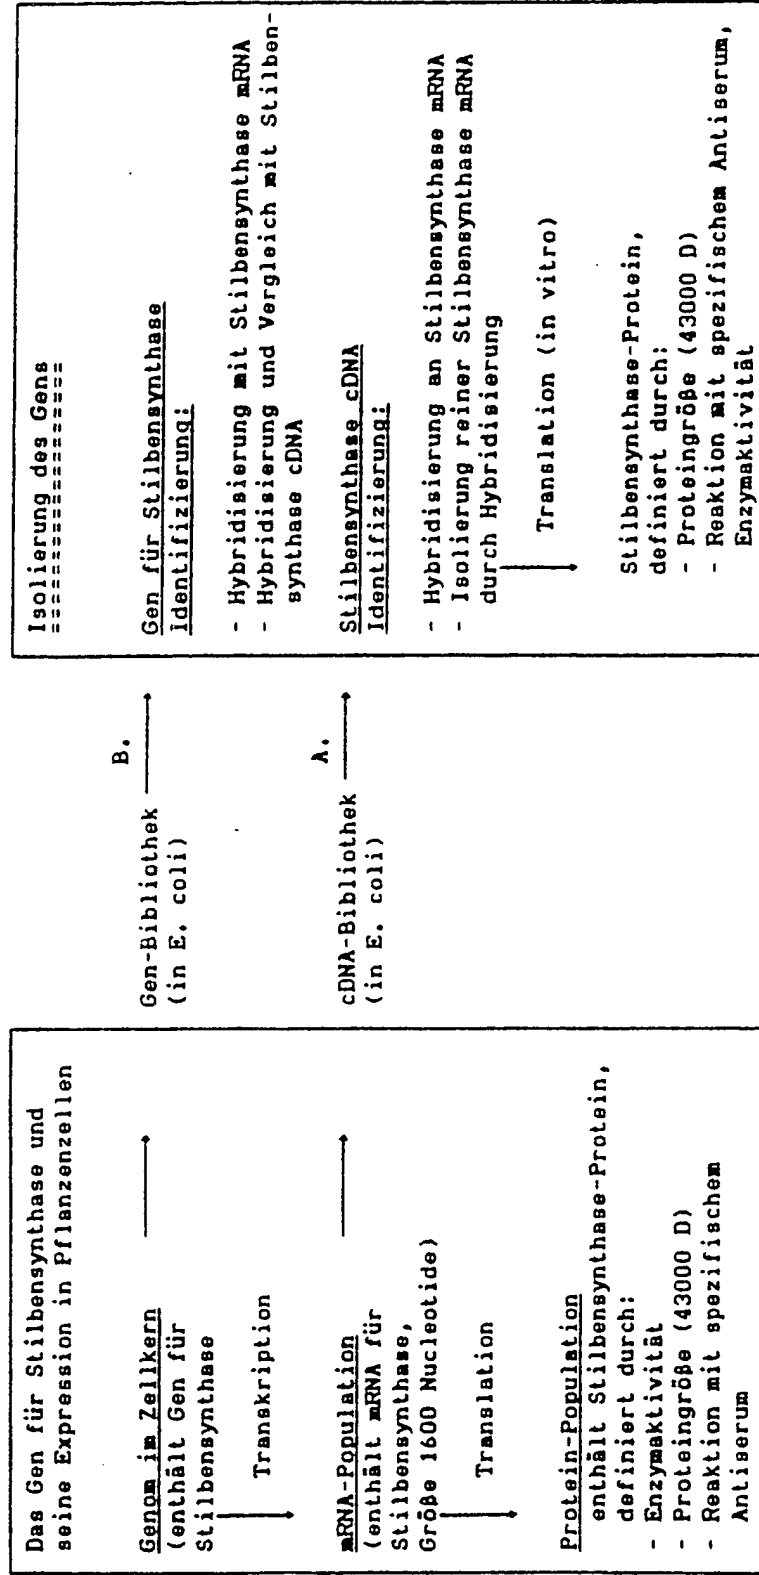 Das Gen für Stilbensynthase und
seine Expression in Pflanzenzellen
Genom im Zellkern
(enthält Gen für
Stilbensynthase
Transkription
mRNA-Population
(enthält mRNA für
Stilbensynthase,
Größe 1600 Nucleotide)
Translation
Protein-Population
enthält Stilbensynthase-Protein,
definiert durch:
- Enzymaktivität
- Proteingröße (43000 D)
- Reaktion mit spezifischem
Antiserum
B.
Gen-Bibliothek
(in E. coli)
A.
cDNA-Bibliothek
(in E. coli)
Isolierung des Gens
===================
Gen für Stilbensynthase
Identifizierung:
- Hybridisierung mit Stilbensynthase mRNA
- Hybridisierung und Vergleich mit Stilben-
synthase cDNA
Stilbensynthase cDNA
Identifizierung:
- Hybridisierung an Stilbensynthase mRNA
- Isolierung reiner Stilbensynthase mRNA
durch Hybridisierung
Translation (in vitro)
Stilbensynthase-Protein,
definiert durch:
- Proteingröße (43000 D)
- Reaktion mit spezifischem Antiserum,
Enzymaktivität